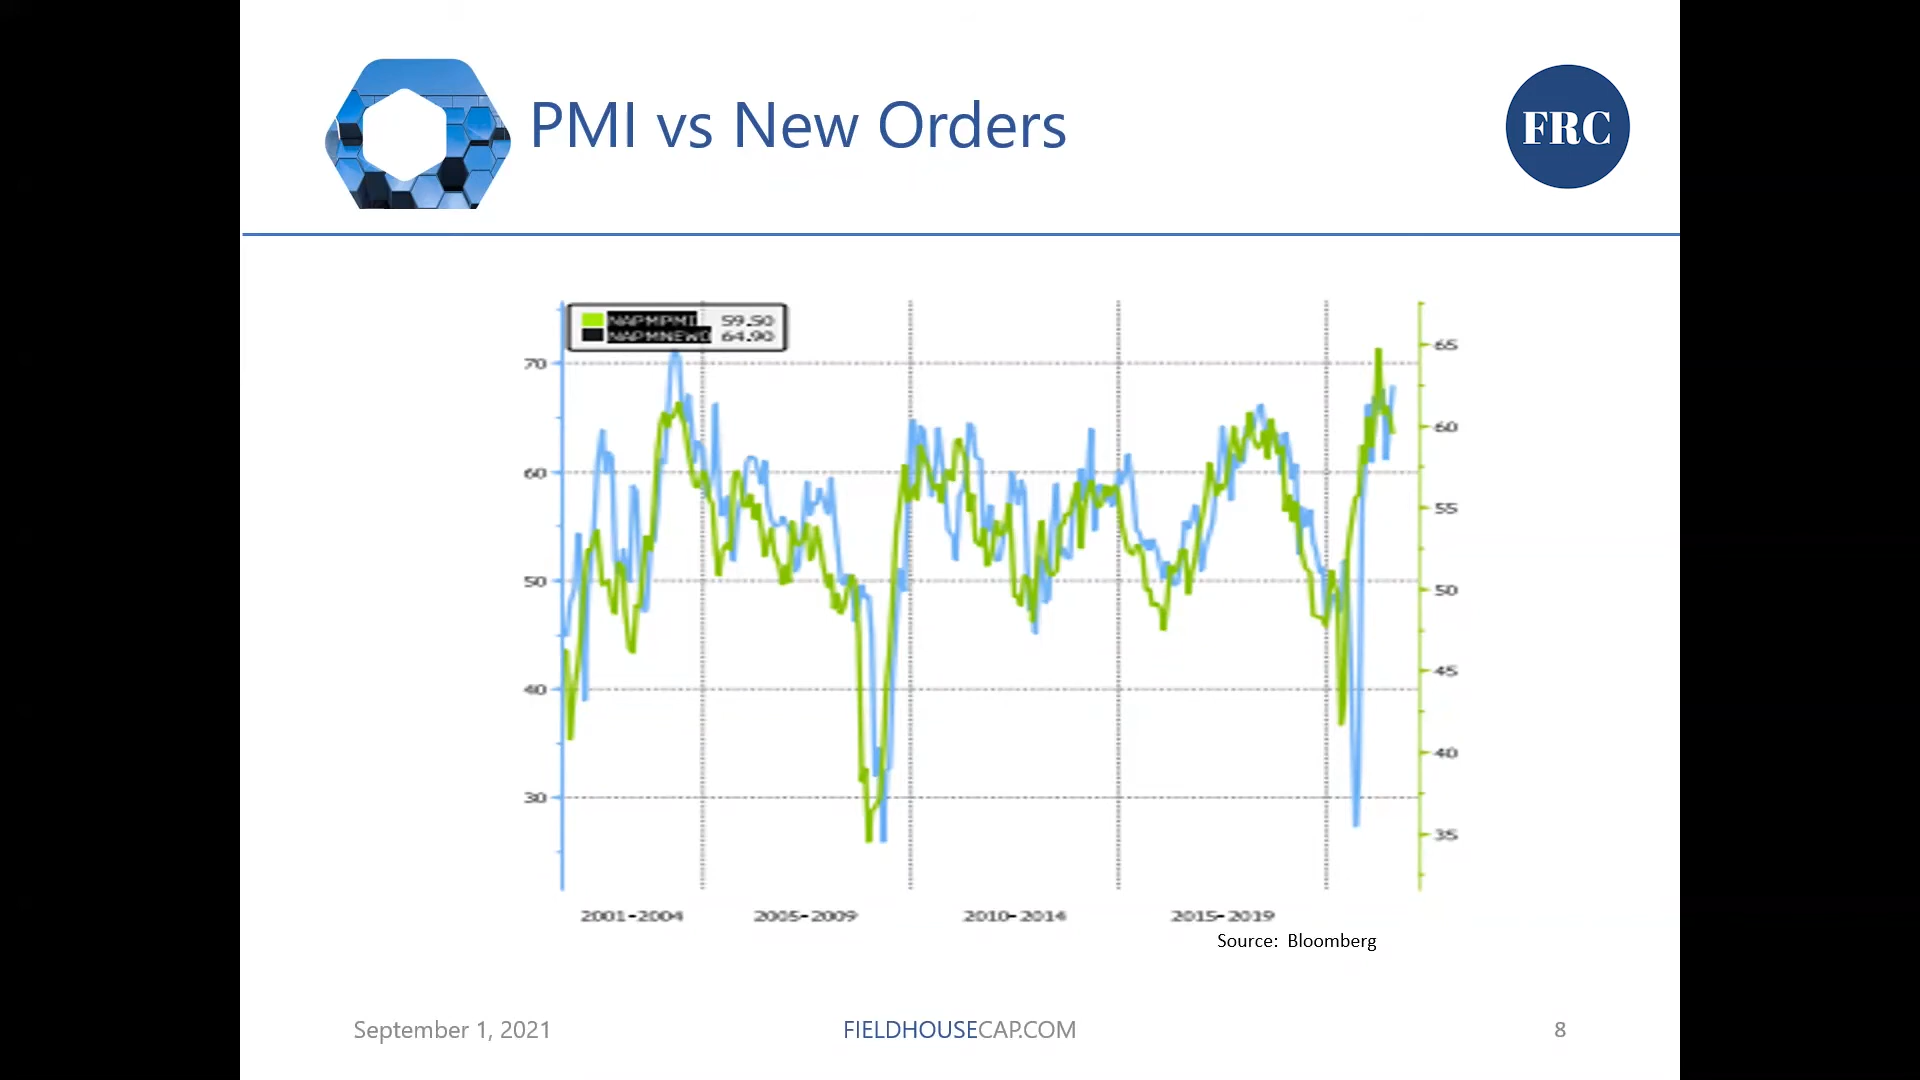 PMI vs New Orders
FRC
NAPMPMI 59.50
NAPMNEWO 64.90
70
60
50
40
30
65
60
55
50
45
40
35
2001-2004 2005-2009 2010-2014 2015-2019
Source: Bloomberg
September 1, 2021 FIELDHOUSECAP.COM 8